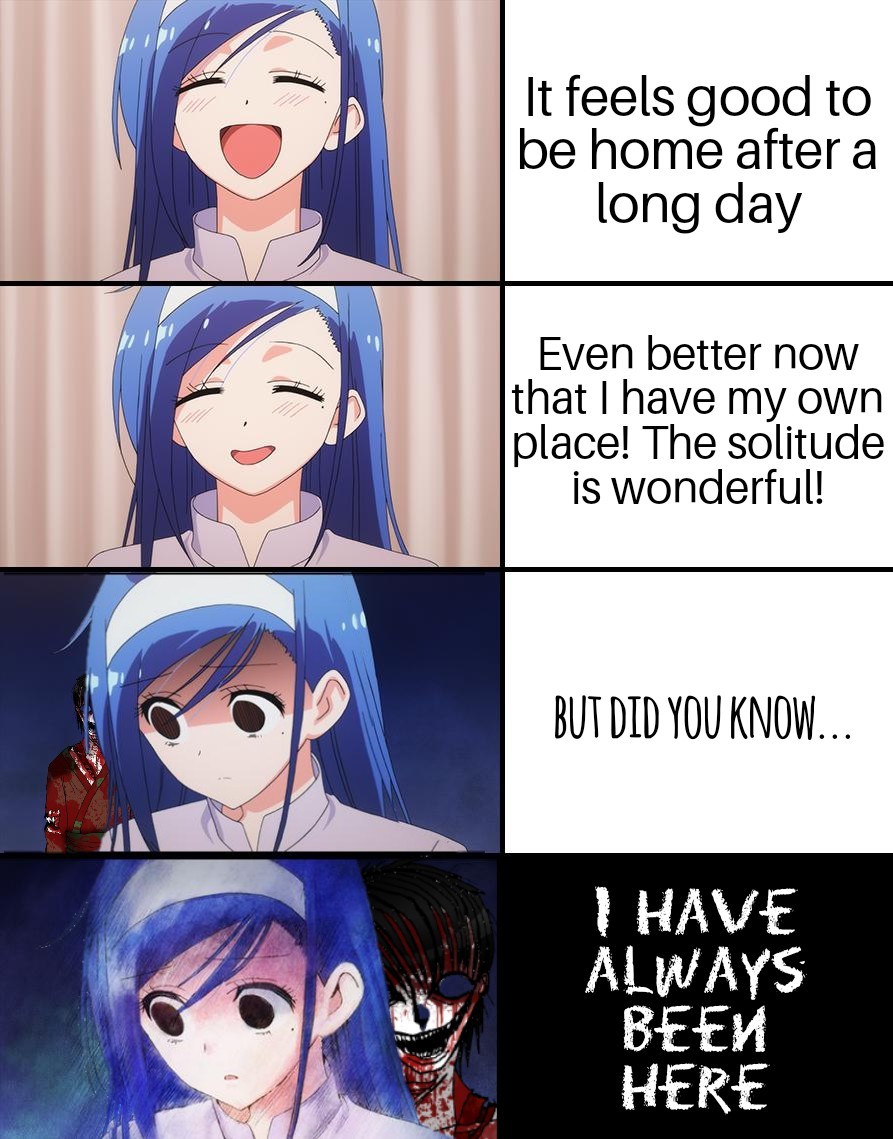 It feels good to
be home after a
long day
Even better now
that I have my own
place! The solitude
is wonderful!
BUT DID YOU KNOW...
I HAVE
ALWAYS
BEEN
HERE